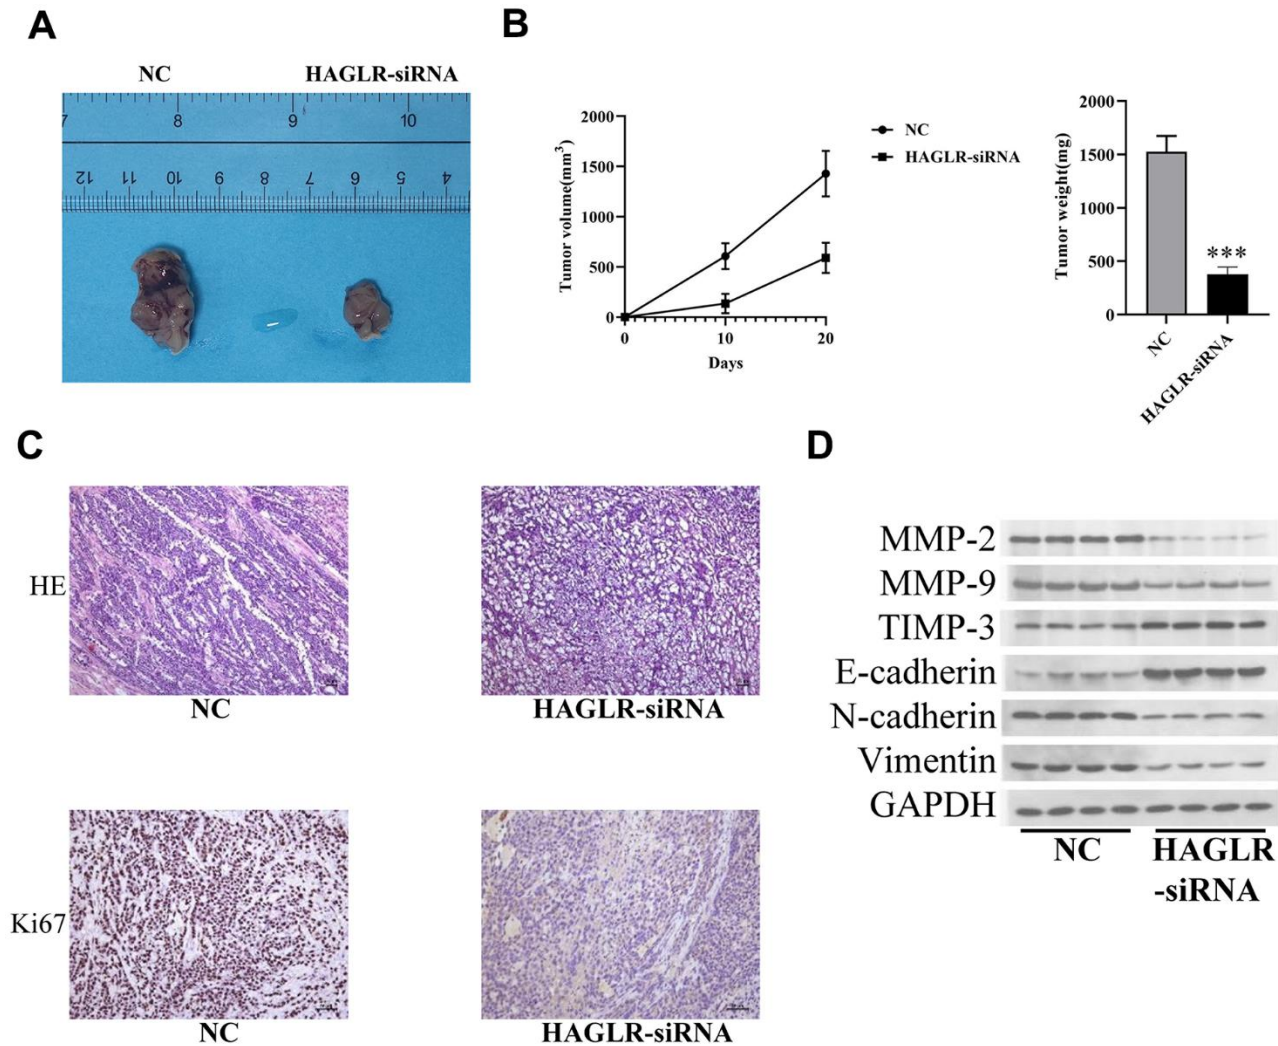 A
NC HAGLR-siRNA
7 8 9 10
12 11 10 9 8 7 6 5 4
B
2000
1500
1000
500
0
Tumor volume(mm3)
0 10 20
Days
NC
HAGLR-siRNA
2000
1500
1000
500
0
Tumor weight(mg)
***
NC
HAGLR-siRNA
C
HE
NC
HAGLR-siRNA
Ki67
NC
HAGLR-siRNA
D
MMP-2
MMP-9
TIMP-3
E-cadherin
N-cadherin
Vimentin
GAPDH
NC HAGLR
-siRNA